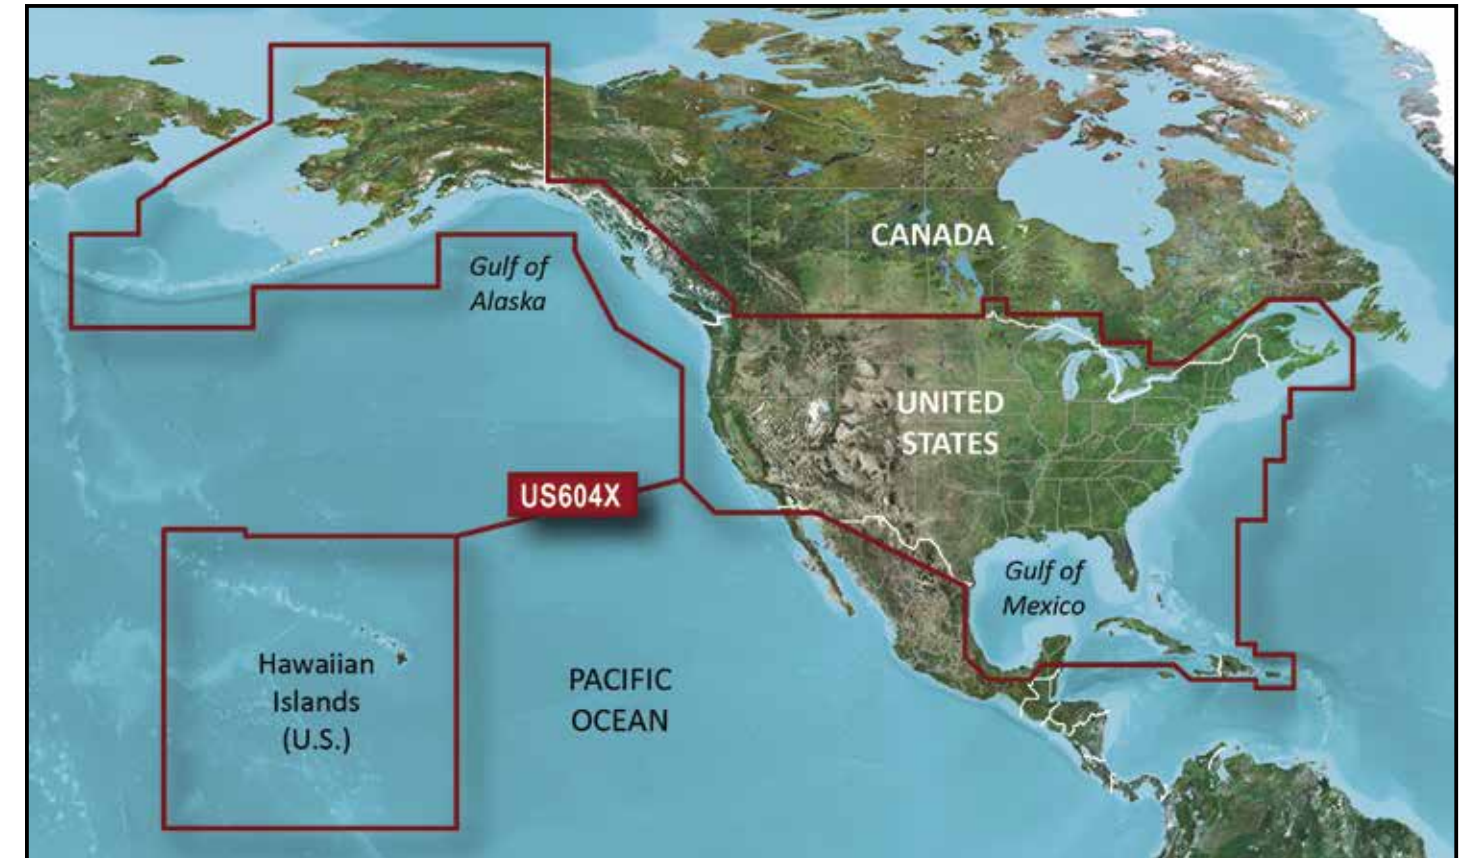 CANADA
Gulf of
Alaska
UNITED
STATES
US604X
Gulf of
Mexico
Hawaiian
Islands
(U.S.)
PACIFIC
OCEAN